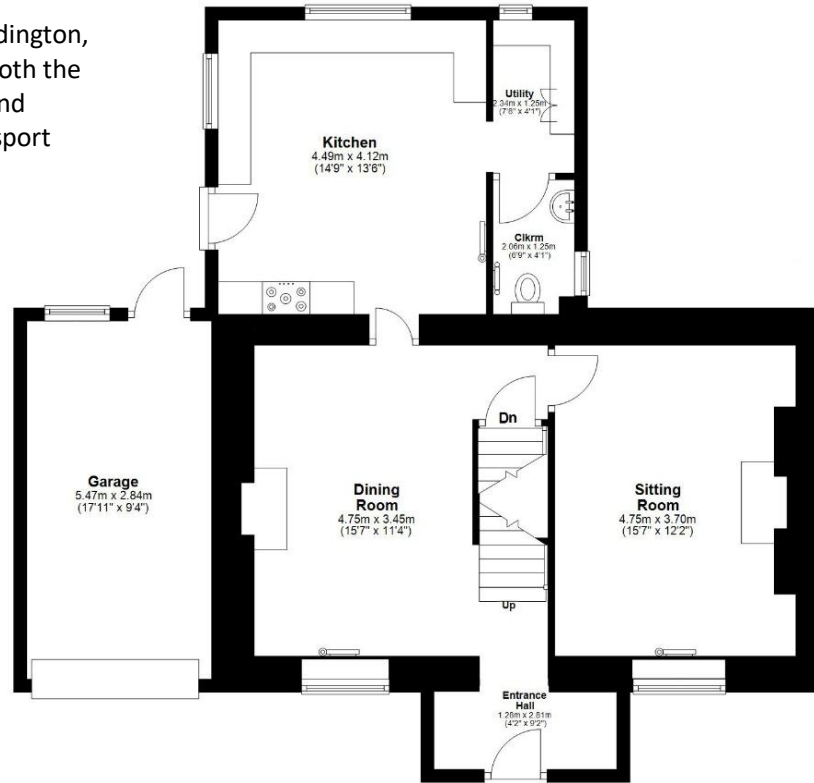 dington,
oth the
nd
sport
Utility
2.34m x 1.25m
(7'8" x 4'1")
Kitchen
4.49m x 4.12m
(14'9" x 13'6")
Clkrm
2.06m x 1.25m
(6'9" x 4'1")
Dn
Garage
5.47m x 2.84m
(17'11" x 9'4")
Dining
Room
4.75m x 3.45m
(15'7" x 11'4")
Sitting
Room
4.75m x 3.70m
(15'7" x 12'2")
Up
Entrance
Hall
1.28m x 2.81m
(4'2" x 9'2")